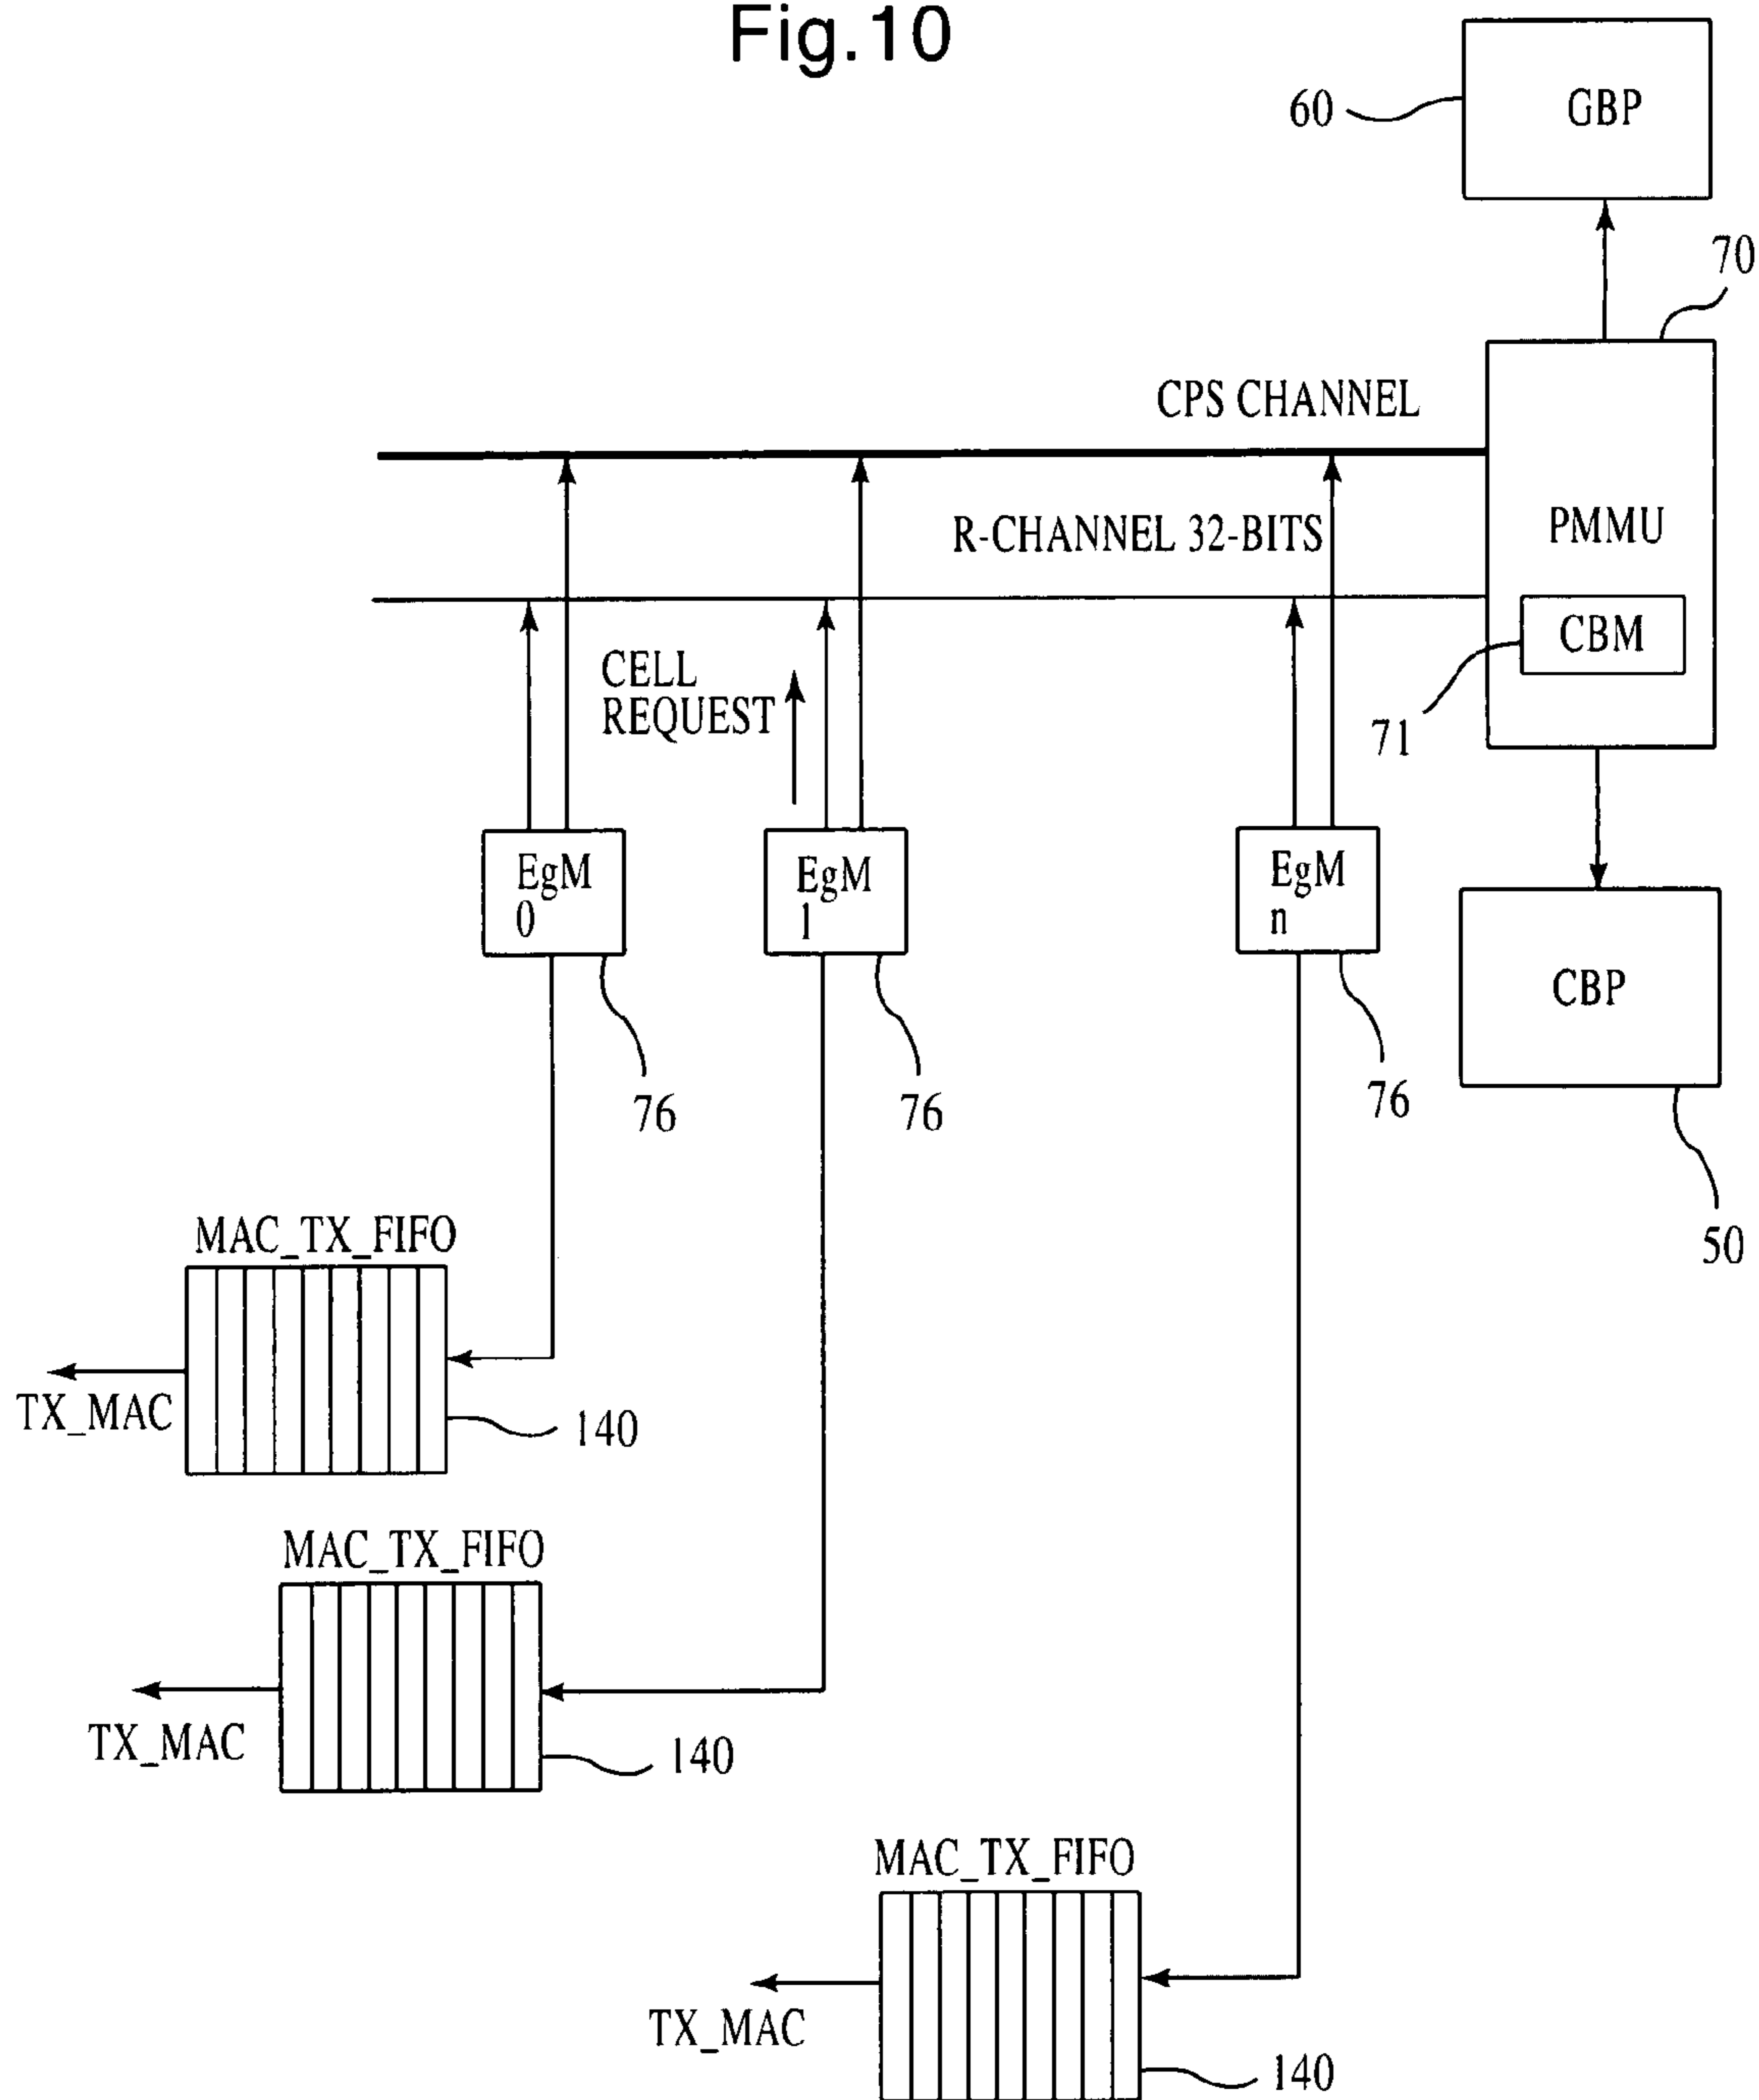 Fig.10
GBP
60
70
CPS CHANNEL
R-CHANNEL 32-BITS
PMMU
CBM
71
CELL
REQUEST
EgM
0
EgM
1
EgM
n
CBP
76
76
76
50
MAC_TX_FIFO
TX_MAC
140
MAC_TX_FIFO
TX_MAC
140
MAC_TX_FIFO
TX_MAC
140